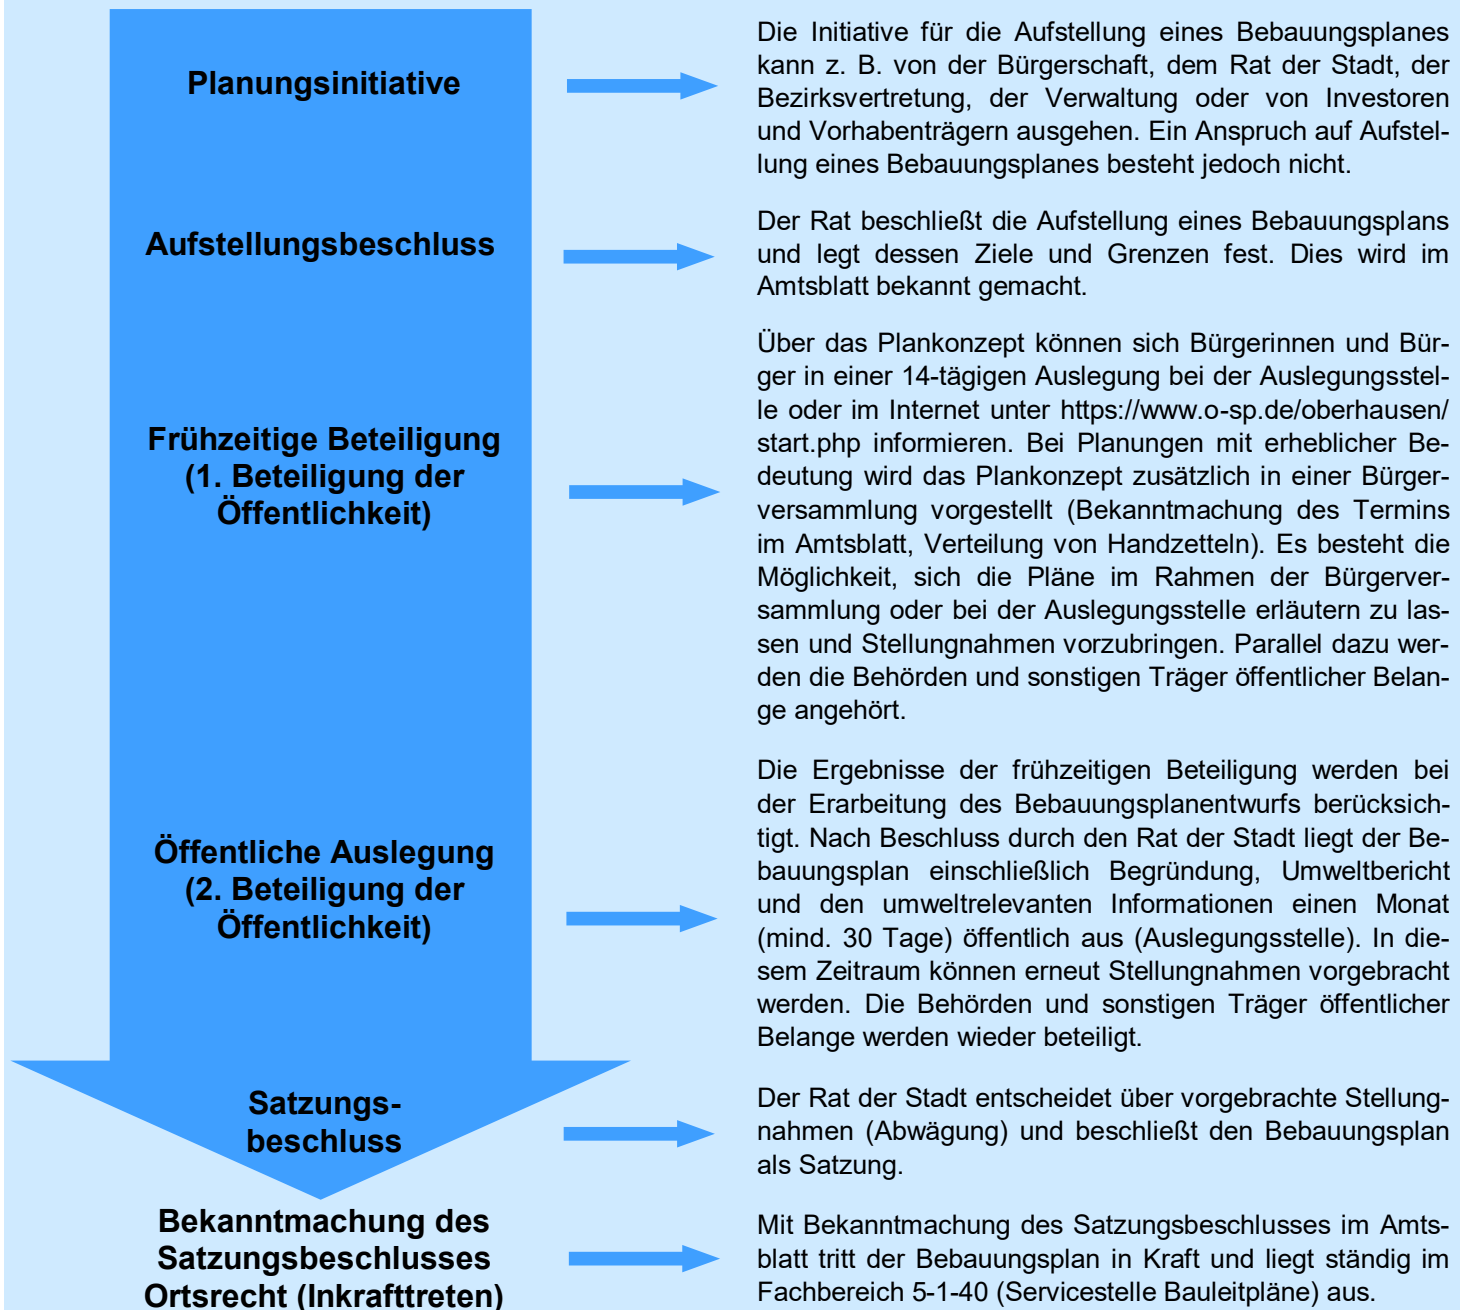 Planungsinitiative
Die Initiative für die Aufstellung eines Bebauungsplanes
kann z. B. von der Bürgerschaft, dem Rat der Stadt, der
Bezirksvertretung, der Verwaltung oder von Investoren
und Vorhabenträgern ausgehen. Ein Anspruch auf Aufstel-
lung eines Bebauungsplanes besteht jedoch nicht.
Aufstellungsbeschluss
Der Rat beschließt die Aufstellung eines Bebauungsplans
und legt dessen Ziele und Grenzen fest. Dies wird im
Amtsblatt bekannt gemacht.
Frühzeitige Beteiligung
(1. Beteiligung der
Öffentlichkeit)
Über das Plankonzept können sich Bürgerinnen und Bür-
ger in einer 14-tägigen Auslegung bei der Auslegungsstel-
le oder im Internet unter https://www.o-sp.de/oberhausen/
start.php informieren. Bei Planungen mit erheblicher Be-
deutung wird das Plankonzept zusätzlich in einer Bürger-
versammlung vorgestellt (Bekanntmachung des Termins
im Amtsblatt, Verteilung von Handzetteln). Es besteht die
Möglichkeit, sich die Pläne im Rahmen der Bürgerver-
sammlung oder bei der Auslegungsstelle erläutern zu las-
sen und Stellungnahmen vorzubringen. Parallel dazu wer-
den die Behörden und sonstigen Träger öffentlicher Belan-
ge angehört.
Öffentliche Auslegung
(2. Beteiligung der
Öffentlichkeit)
Die Ergebnisse der frühzeitigen Beteiligung werden bei
der Erarbeitung des Bebauungsplanentwurfs berücksich-
tigt. Nach Beschluss durch den Rat der Stadt liegt der Be-
bauungsplan einschließlich Begründung, Umweltbericht
und den umweltrelevanten Informationen einen Monat
(mind. 30 Tage) öffentlich aus (Auslegungsstelle). In die-
sem Zeitraum können erneut Stellungnahmen vorgebracht
werden. Die Behörden und sonstigen Träger öffentlicher
Belange werden wieder beteiligt.
Satzungs-
beschluss
Der Rat der Stadt entscheidet über vorgebrachte Stellung-
nahmen (Abwägung) und beschließt den Bebauungsplan
als Satzung.
Bekanntmachung des
Satzungsbeschlusses
Ortsrecht (Inkrafttreten)
Mit Bekanntmachung des Satzungsbeschlusses im Amts-
blatt tritt der Bebauungsplan in Kraft und liegt ständig im
Fachbereich 5-1-40 (Servicestelle Bauleitpläne) aus.